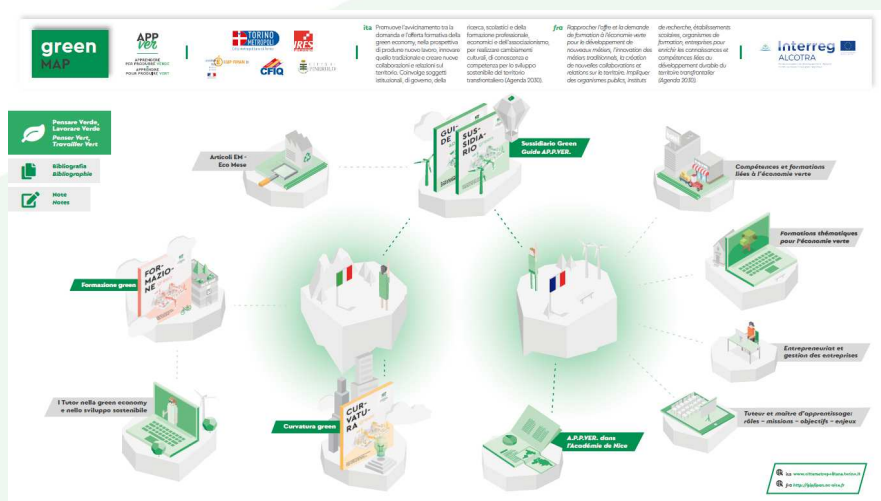 green
MAP
APP
ver
APPRENDRE
POUR PRODUIRE VERT
TORINO
METROPOLI
IRES
CFIQ
ita Promuove l'avvicinamento tra la
domanda e l'offerta formativa della
green economy, nella prospettiva
di produrre nuovo lavoro, innovare
quello tradizionale e creare nuove
collaborazioni e relazioni sul
territorio. Coinvolge soggetti
istituzionali, di governo, della
ricerca, scolastici e della
formazione professionale,
economici e dell'associazionismo,
per realizzare cambiamenti
culturali, di conoscenza e
competenza per lo sviluppo
sostenibile del territorio
transfrontaliero (Agenda 2030).
fra Rapprocher l'offre et la demande
de formation à l'économie verte
pour le développement de
nouveaux métiers, l'innovation des
métiers traditionnels, la création
de nouvelles collaborations et
relations sur le territoire. Impliquer
des organismes publics, instituts
de recherche, établissements
scolaires, organismes de
formation, entreprises pour
enrichir les connaissances et
compétences liées au
développement durable du
territoire transfrontalier
(Agenda 2030).
Interreg
ALCOTRA
Pensare Verde,
Lavorare Verde
Penser Vert,
Travailler Vert
Bibliografia
Bibliographie
Note
Notes
Articoli EM -
Eco Mese
GUI-
DE
SUS-
SIDIA-
RIO
Sussidiario Green
Guide A.P.P.VER.
Compétences et formations
liées à l'économie verte
Formations thématiques
pour l'économie verte
Formazione green
FOR-
MAZIO-
NE
Entrepreneuriat et
gestion des entreprises
I Tutor nella green economy
e nello sviluppo sostenibile
Curvatura green
CUR-
VATU-
RA
A.P.P.VER. dans
l'Académie de Nice
Tuteur et maître d'apprentissage:
rôles - missions - objectifs - enjeux
ita
fra